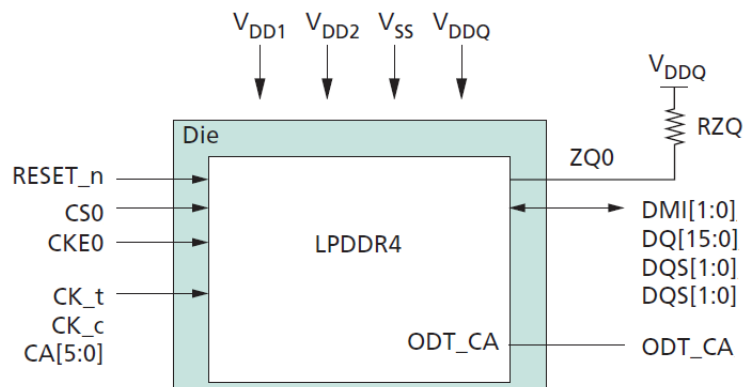 VDD1 VDD2 VSS VDDQ
VDDQ
Die
RZQ
ZQ0
RESET_n
CS0
DMI[1:0]
CKE0
LPDDR4
DQ[15:0]
DQS[1:0]
CK_t
DQS[1:0]
CK_c
ODT_CA
ODT_CA
CA[5:0]